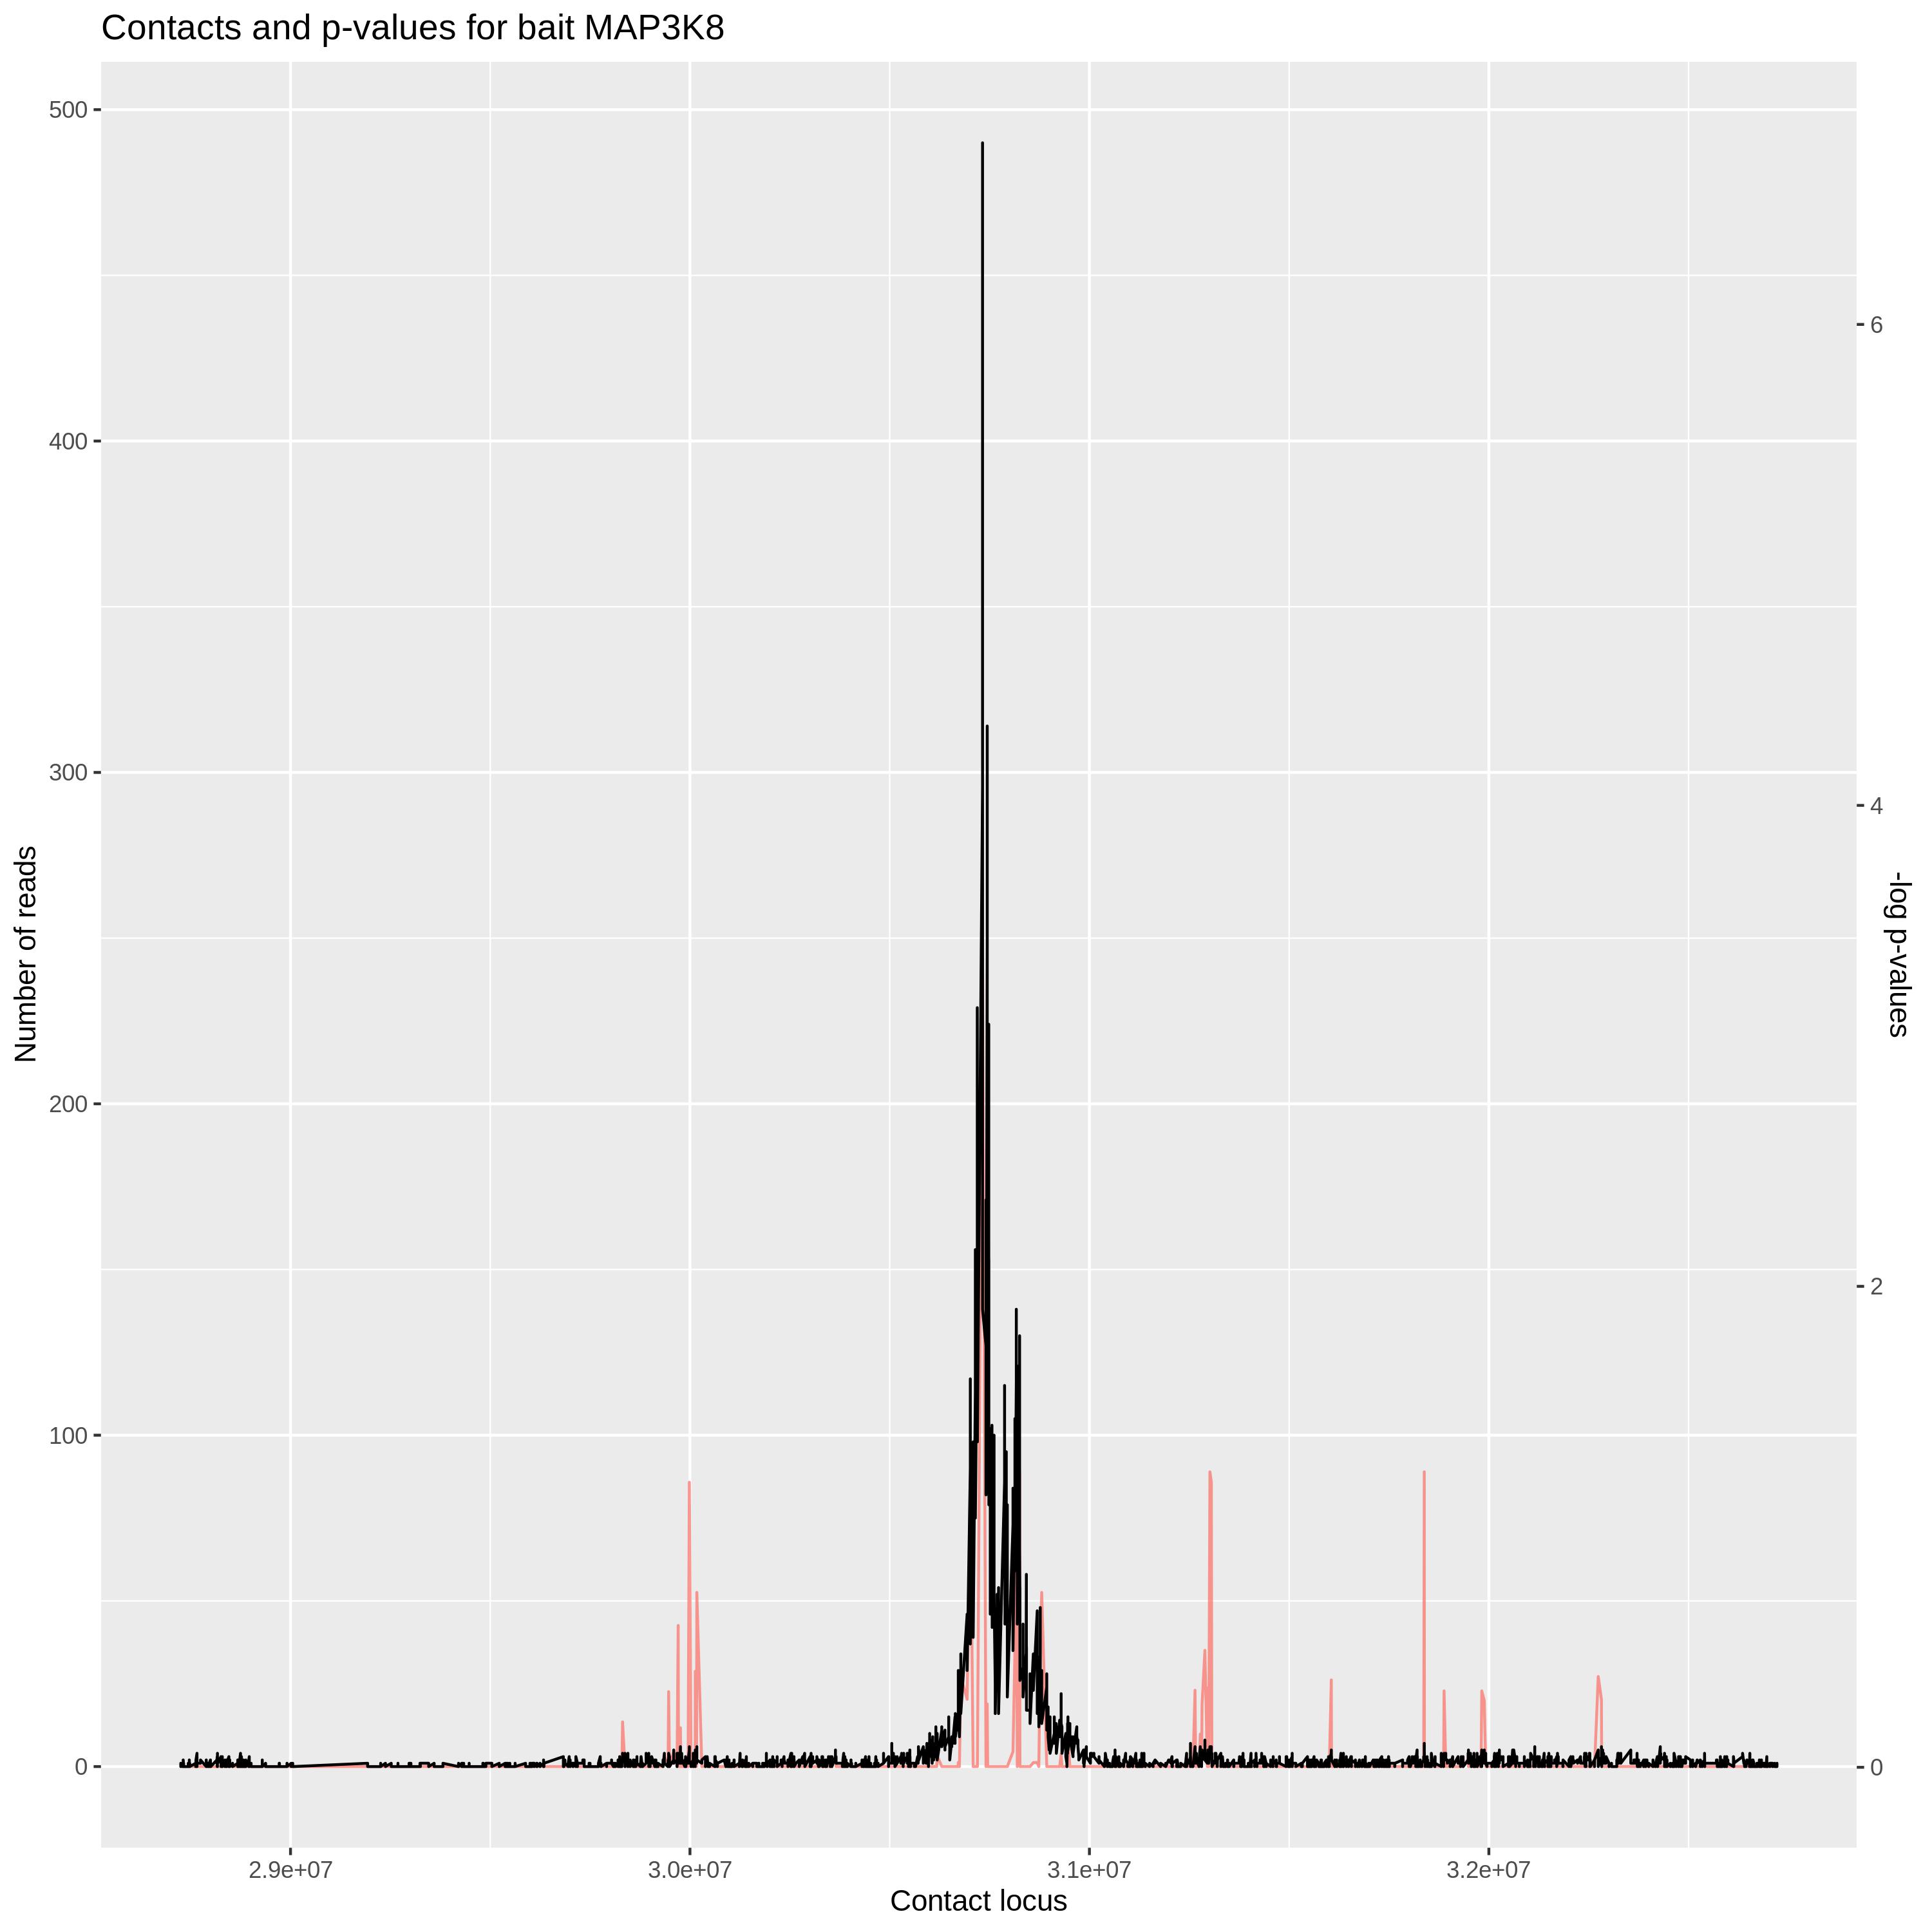 Contacts and p-values for bait MAP3K8
500
400
300
200
100
0
Number of reads
6
4
2
0
-log p-values
2.9e+07 3.0e+07 3.1e+07 3.2e+07
Contact locus